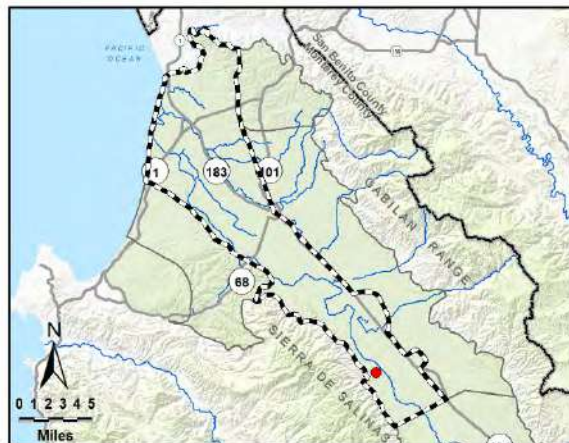 PACIFIC
OCEAN
1
San Benito County
Monterey County
1
183
101
GABILAN RANGE
68
SIERRA DE SALINAS
N
0 1 2 3 4 5
Miles